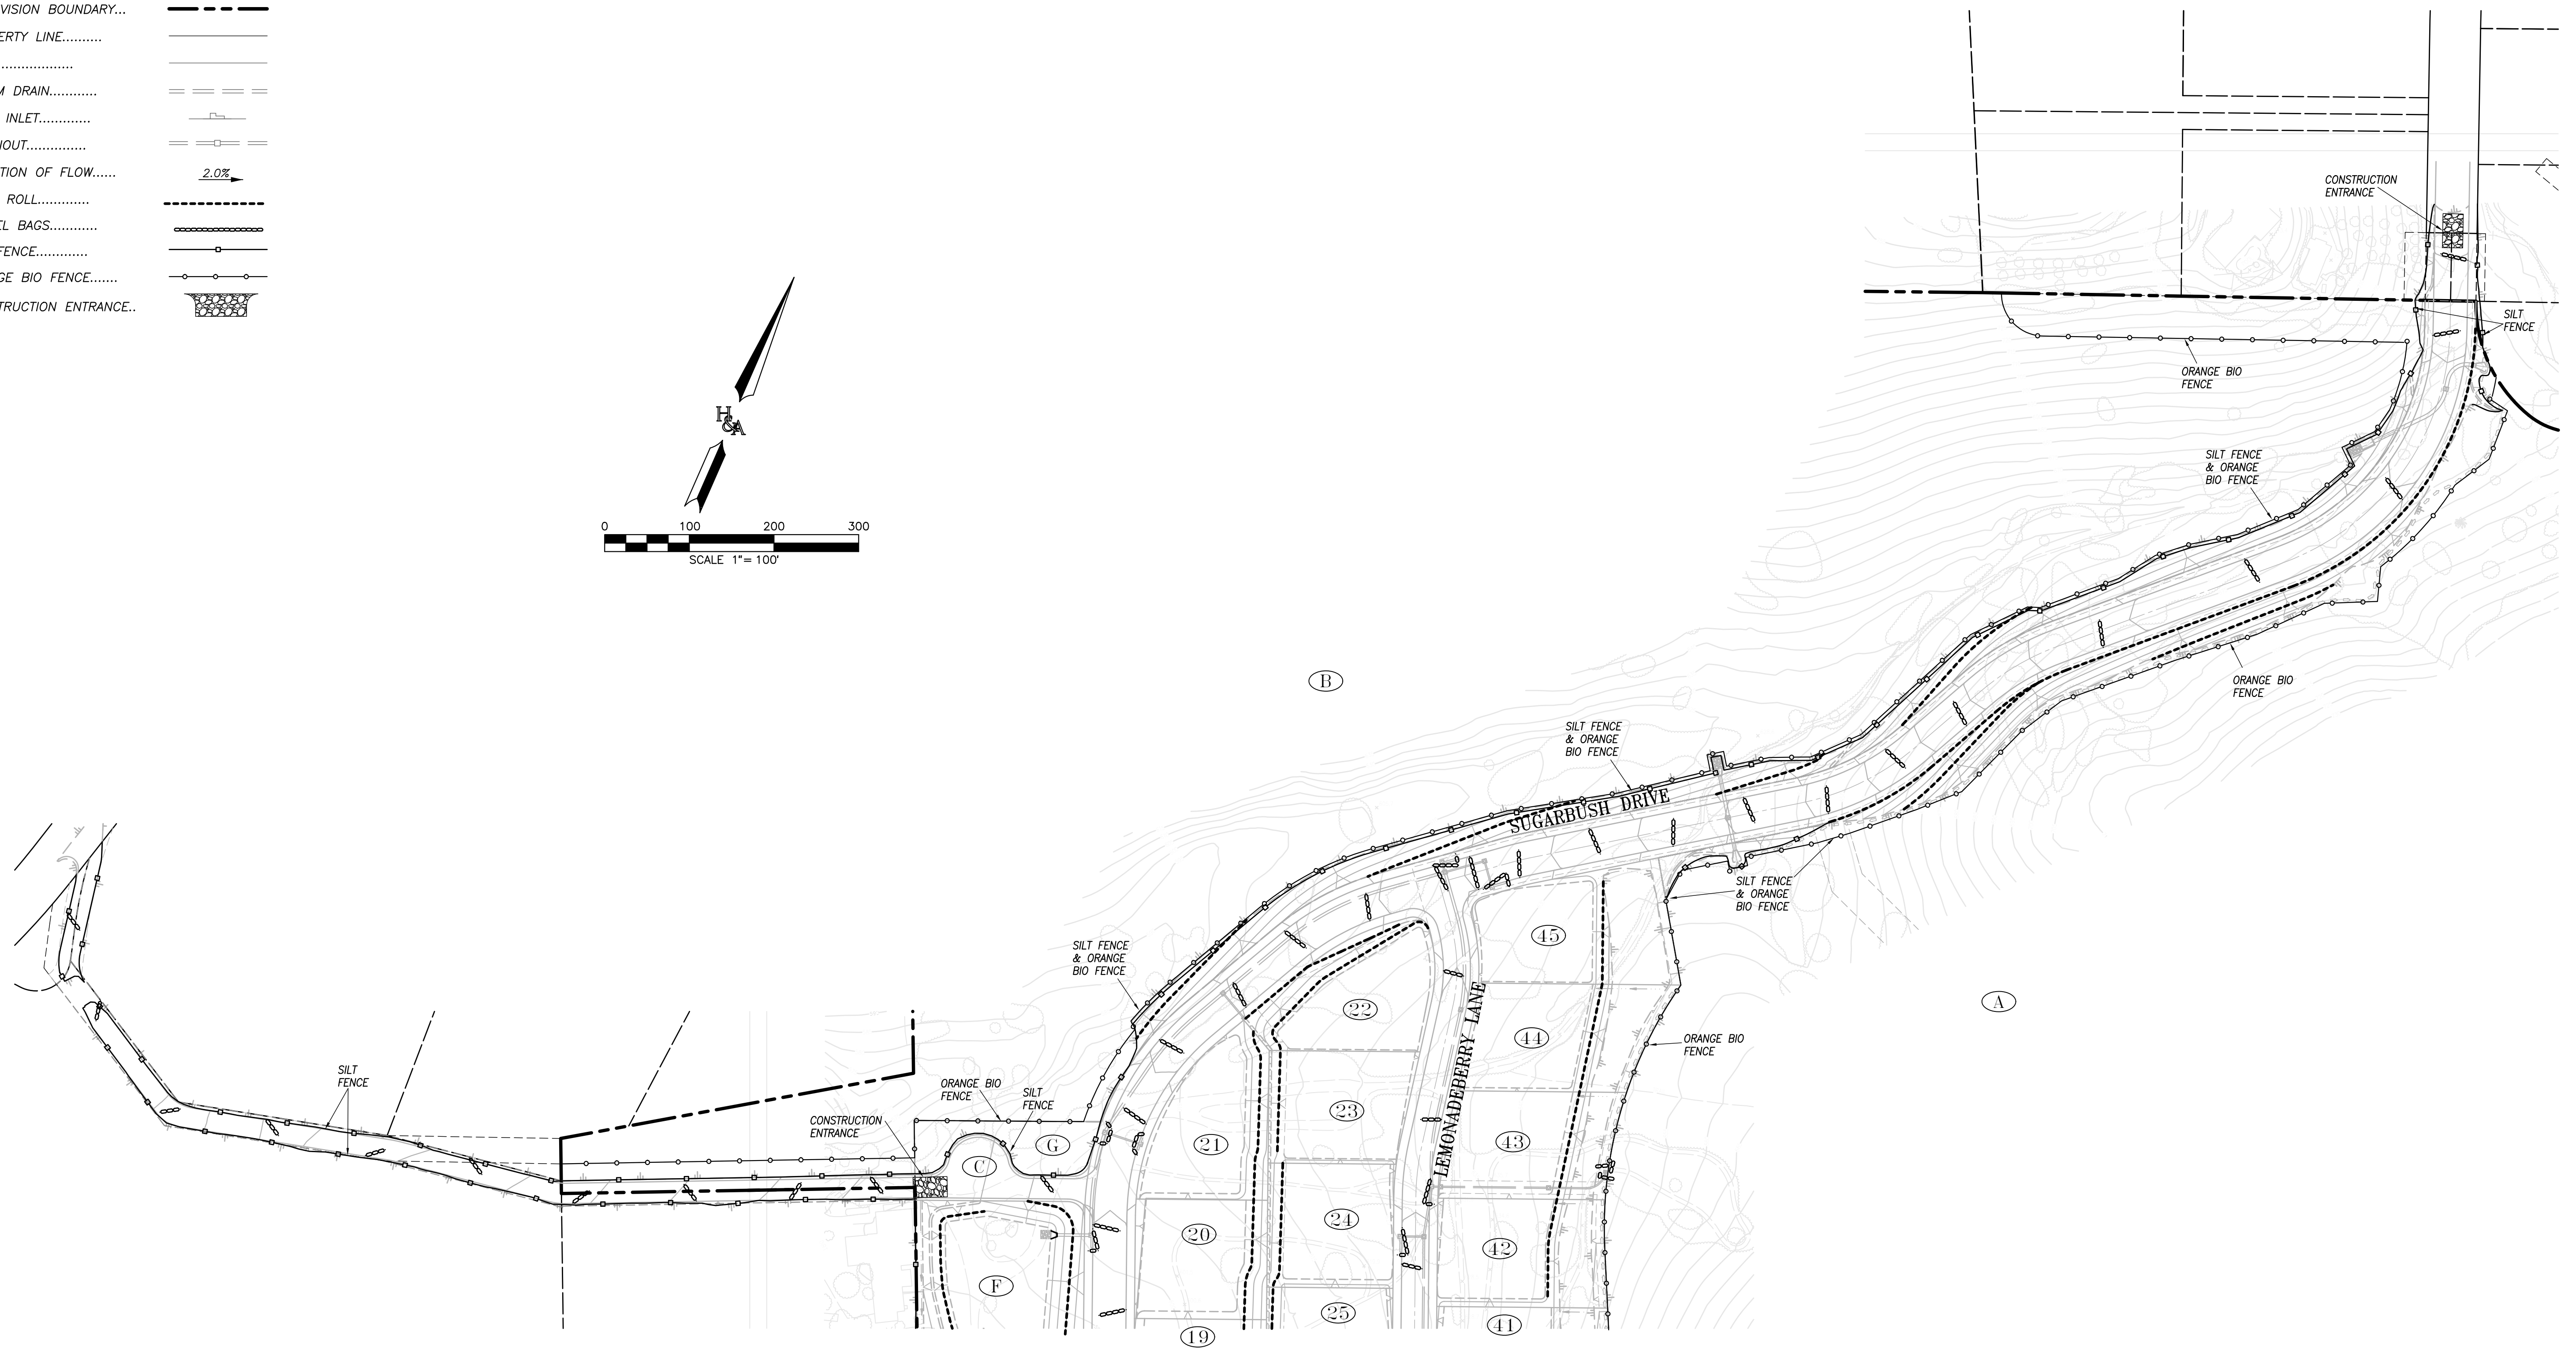 VISION BOUNDARY...
ERTY LINE..........
...................
M DRAIN............
INLET.............
NOUT...............
TION OF FLOW......
2.0%
ROLL.............
EL BAGS............
FENCE.............
GE BIO FENCE.......
TRUCTION ENTRANCE..
H&A
0 100 200 300
SCALE 1"= 100'
CONSTRUCTION
ENTRANCE
SILT
FENCE
ORANGE BIO
FENCE
SILT FENCE
& ORANGE
BIO FENCE
ORANGE BIO
FENCE
B
SILT FENCE
& ORANGE
BIO FENCE
SUGARBUSH DRIVE
SILT FENCE
& ORANGE
BIO FENCE
A
SILT FENCE
& ORANGE
BIO FENCE
45
22
44
LEMONADEBERRY LANE
ORANGE BIO
FENCE
SILT
FENCE
ORANGE BIO
FENCE
SILT
FENCE
CONSTRUCTION
ENTRANCE
G
C
21
23
43
20
24
42
F
19
25
41